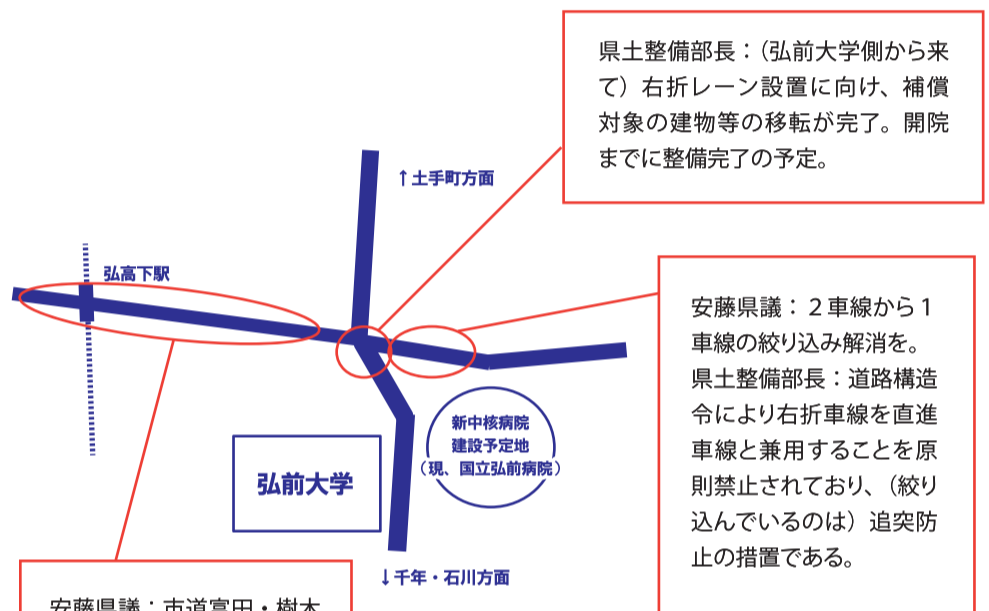 県土整備部長：（弘前大学側から来
て）右折レーン設置に向け、補償
対象の建物等の移転が完了。開院
までに整備完了の予定。
↑土手町方面
弘高下駅
安藤県議：２車線から１
車線の絞り込み解消を。
県土整備部長：道路構造
令により右折車線を直進
車線と兼用することを原
則禁止されており、（絞り
込んでいるのは）追突防
止の措置である。
新中核病院
建設予定地
（現、国立弘前病院）
弘前大学
↓千年・石川方面
安藤県議：市道富田・樹木